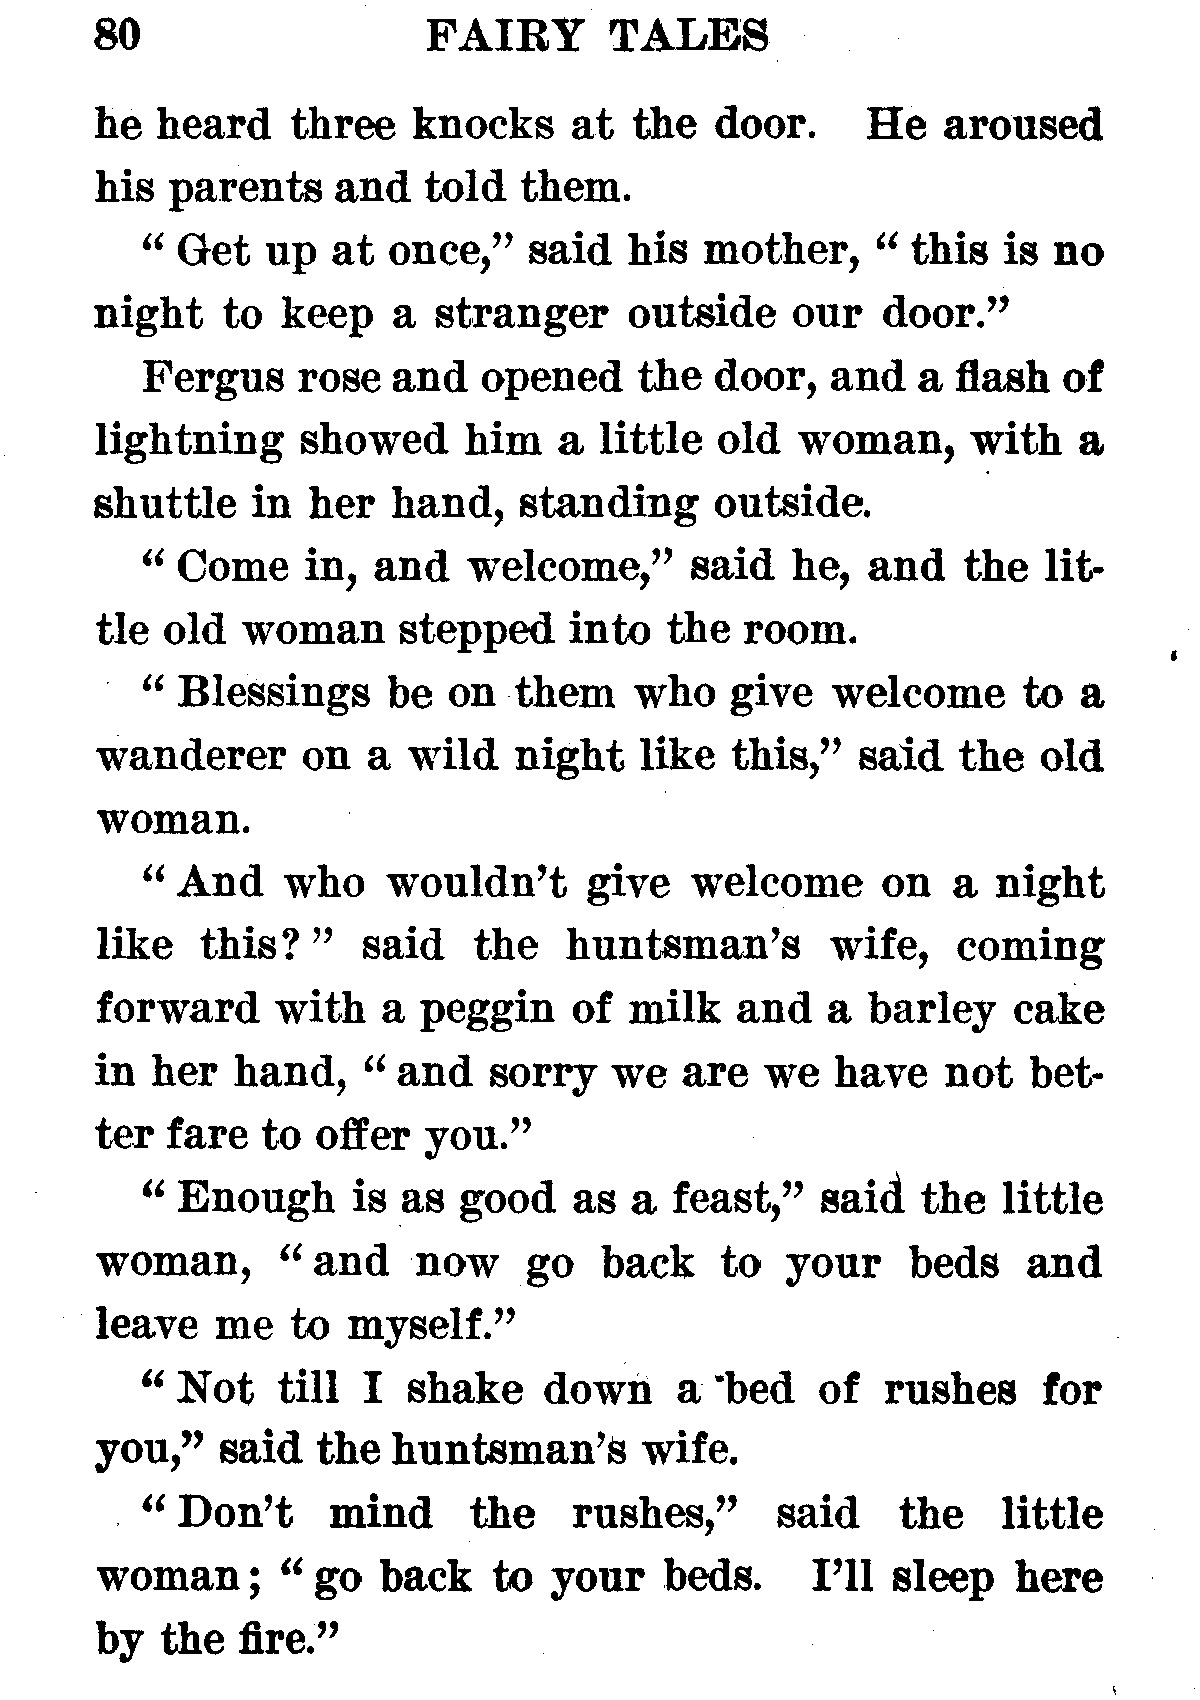 80 FAIRY TALES
he heard three knocks at the door. He aroused
his parents and told them.
“ Get up at once,” said his mother, “ this is no
night to keep a stranger outside our door.”
Fergus rose and opened the door, and a flash of
lightning showed him a little old woman, with a
shuttle in her hand, standing outside.
“ Come in, and welcome,” said he, and the lit-
tle old woman stepped into the room.
“ Blessings be on them who give welcome to a
wanderer on a wild night like this,” said the old
woman.
“ And who wouldn’t give welcome on a night
like this? ” said the huntsman’s wife, coming
forward with a peggin of milk and a barley cake
in her hand, “ and sorry we are we have not bet-
ter fare to offer you.”
“ Enough is as good as a feast,” said the little
woman, “ and now go back to your beds and
leave me to myself.”
“ Not till I shake down a bed of rushes for
you,” said the huntsman’s wife.
“ Don’t mind the rushes,” said the little
woman; “ go back to your beds. I’ll sleep here
by the fire.”